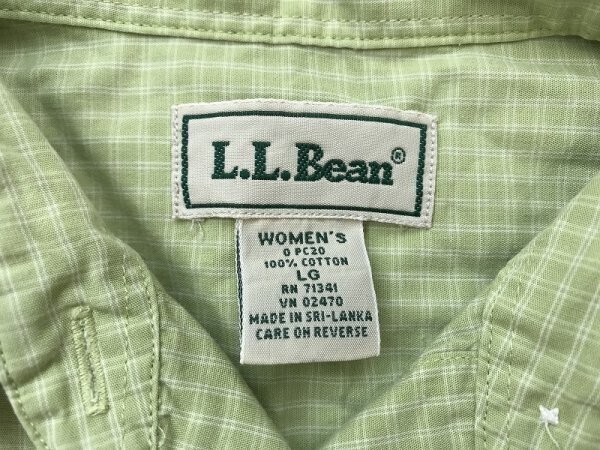 L.L.Bean®
WOMEN's
0 PC20
100% COTTON
LG
RN 71341
VN 02470
MADE IN SRI-LANKA
CARE ON REVERSE